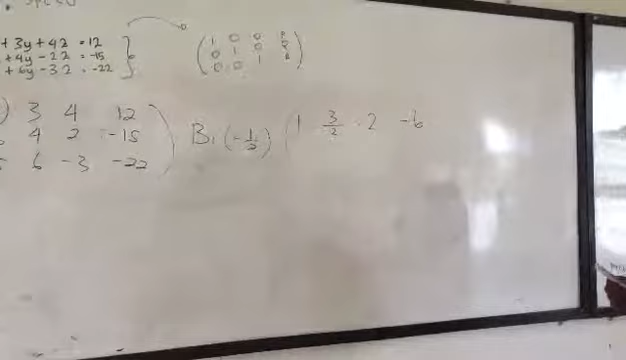 + 3y + 4z = 12
+ 4y - 2z = -15
+ 6y - 3z = -22
1 0 0 P
0 1 0 Q
0 0 1 R
3 4 12
4 2 -15
6 -3 -22
B₁ (-1/2) ( 1 3/2 -2 -6